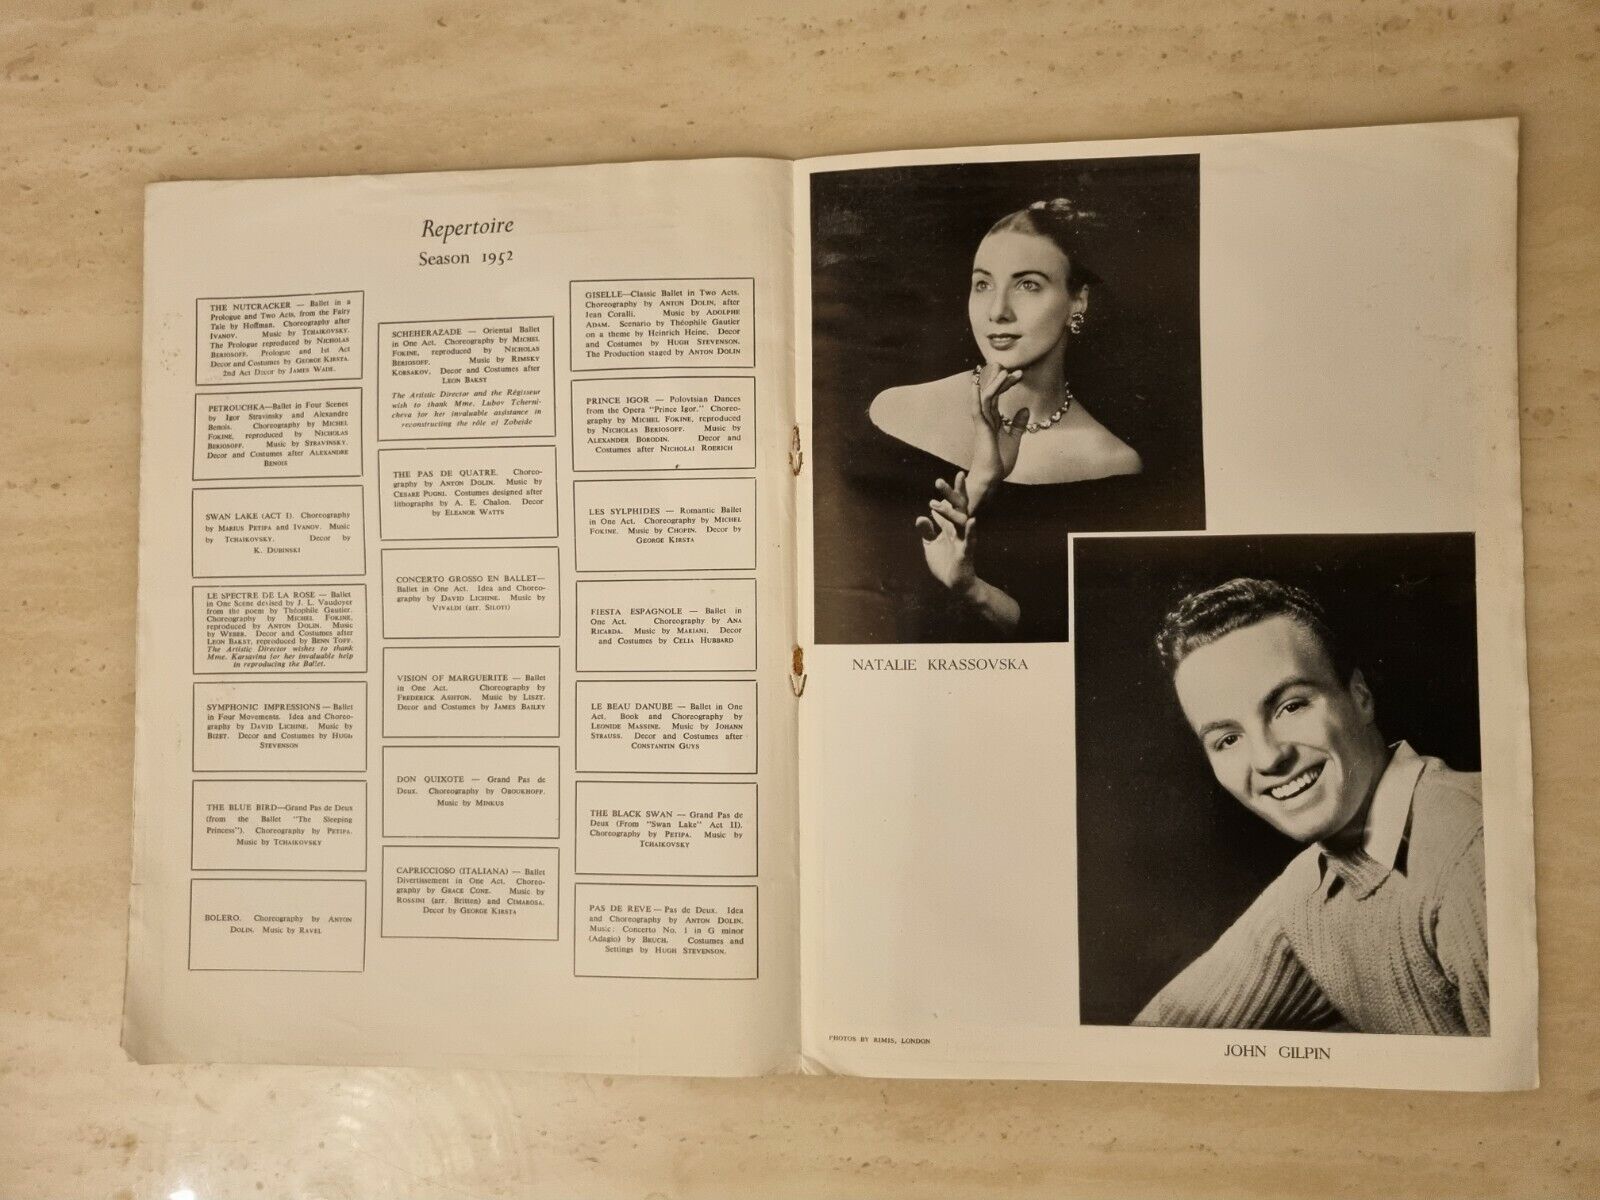 Repertoire
Season 1952
THE NUTCRACKER — Ballet in a
Prologue and Two Acts, from the Fairy
Tale by Hoffman. Choreography after
IVANOV. Music by TCHAIKOVSKY.
The Prologue reproduced by NICHOLAS
BERIOSOFF. Prologue and 1st Act
Decor and Costumes by GEORGE KIRSTA.
2nd Act Decor by JAMES WADE.
PETROUCHKA—Ballet in Four Scenes
by Igor Stravinsky and Alexandre
Benois. Choreography by MICHEL
FOKINE, reproduced by NICHOLAS
BERIOSOFF. Music by STRAVINSKY.
Decor and Costumes after ALEXANDRE
BENOIS
SWAN LAKE (ACT I). Choreography
by MARIUS PETIPA and IVANOV. Music
by TCHAIKOVSKY. Decor by
K. DUBINSKI
LE SPECTRE DE LA ROSE — Ballet
in One Scene devised by J. L. Vaudoyer
from the poem by Théophile Gautier.
Choreography by MICHEL FOKINE,
reproduced by ANTON DOLIN. Music
by WEBER. Decor and Costumes after
LEON BAKST, reproduced by BENN TOFF.
The Artistic Director wishes to thank
Mme. Karsavina for her invaluable help
in reproducing the Ballet.
SYMPHONIC IMPRESSIONS — Ballet
in Four Movements. Idea and Choreo-
graphy by DAVID LICHINE. Music by
BIZET. Decor and Costumes by HUGH
STEVENSON
THE BLUE BIRD—Grand Pas de Deux
(from the Ballet "The Sleeping
Princess"). Choreography by PETIPA.
Music by TCHAIKOVSKY
BOLERO. Choreography by ANTON
DOLIN. Music by RAVEL
SCHEHERAZADE — Oriental Ballet
in One Act. Choreography by MICHEL
FOKINE, reproduced by NICHOLAS
BERIOSOFF. Music by RIMSKY
KORSAKOV. Decor and Costumes after
LEON BAKST
The Artistic Director and the Régisseur
wish to thank Mme. Lubov Tcherni-
cheva for her invaluable assistance in
reconstructing the rôle of Zobeide
THE PAS DE QUATRE. Choreo-
graphy by ANTON DOLIN. Music by
CESARE PUGNI. Costumes designed after
lithographs by A. E. Chalon. Decor
by ELEANOR WATTS
CONCERTO GROSSO EN BALLET—
Ballet in One Act. Idea and Choreo-
graphy by DAVID LICHINE. Music by
VIVALDI (arr. SILOTI)
VISION OF MARGUERITE — Ballet
in One Act. Choreography by
FREDERICK ASHTON. Music by LISZT.
Decor and Costumes by JAMES BAILEY
DON QUIXOTE — Grand Pas de
Deux. Choreography by OBOUKHOFF.
Music by MINKUS
CAPRICCIOSO (ITALIANA) — Ballet
Divertissement in One Act. Choreo-
graphy by GRACE CONE. Music by
ROSSINI (arr. Britten) and CIMAROSA.
Decor by GEORGE KIRSTA
GISELLE—Classic Ballet in Two Acts.
Choreography by ANTON DOLIN, after
Jean Coralli. Music by ADOLPHE
ADAM. Scenario by Théophile Gautier
on a theme by Heinrich Heine. Decor
and Costumes by HUGH STEVENSON.
The Production staged by ANTON DOLIN
PRINCE IGOR — Polovtsian Dances
from the Opera "Prince Igor." Choreo-
graphy by MICHEL FOKINE, reproduced
by NICHOLAS BERIOSOFF. Music by
ALEXANDER BORODIN. Decor and
Costumes after NICHOLAI ROERICH
LES SYLPHIDES — Romantic Ballet
in One Act. Choreography by MICHEL
FOKINE. Music by CHOPIN. Decor by
GEORGE KIRSTA
FIESTA ESPAGNOLE — Ballet in
One Act. Choreography by ANA
RICARDA. Music by MARIANI. Decor
and Costumes by CELIA HUBBARD
LE BEAU DANUBE — Ballet in One
Act. Book and Choreography by
LEONIDE MASSINE. Music by JOHANN
STRAUSS. Decor and Costumes after
CONSTANTIN GUYS
THE BLACK SWAN — Grand Pas de
Deux (From "Swan Lake" Act II).
Choreography by PETIPA. Music by
TCHAIKOVSKY
PAS DE REVE — Pas de Deux. Idea
and Choreography by ANTON DOLIN.
Music: Concerto No. 1 in G minor
(Adagio) by BRUCH. Costumes and
Settings by HUGH STEVENSON.
NATALIE KRASSOVSKA
PHOTOS BY RIMIS, LONDON
JOHN GILPIN